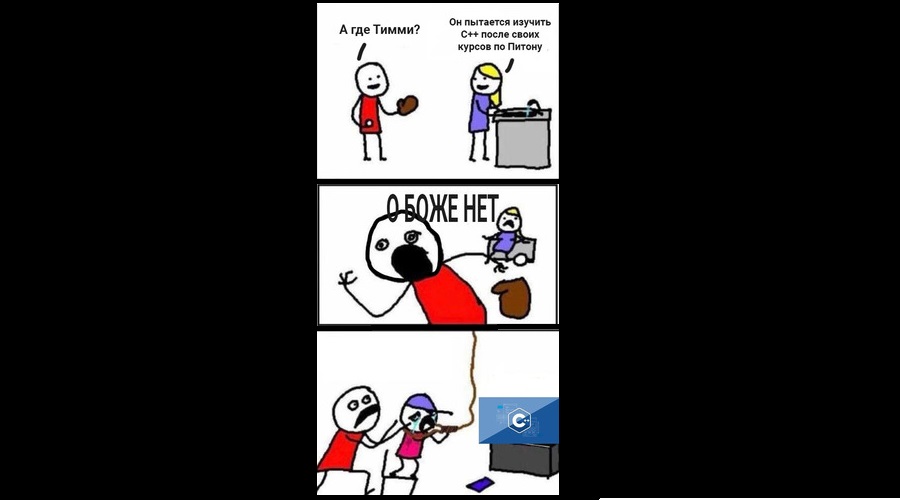 А где Тимми?
Он пытается изучить
С++ после своих
курсов по Питону
О БОЖЕ НЕТ
C++